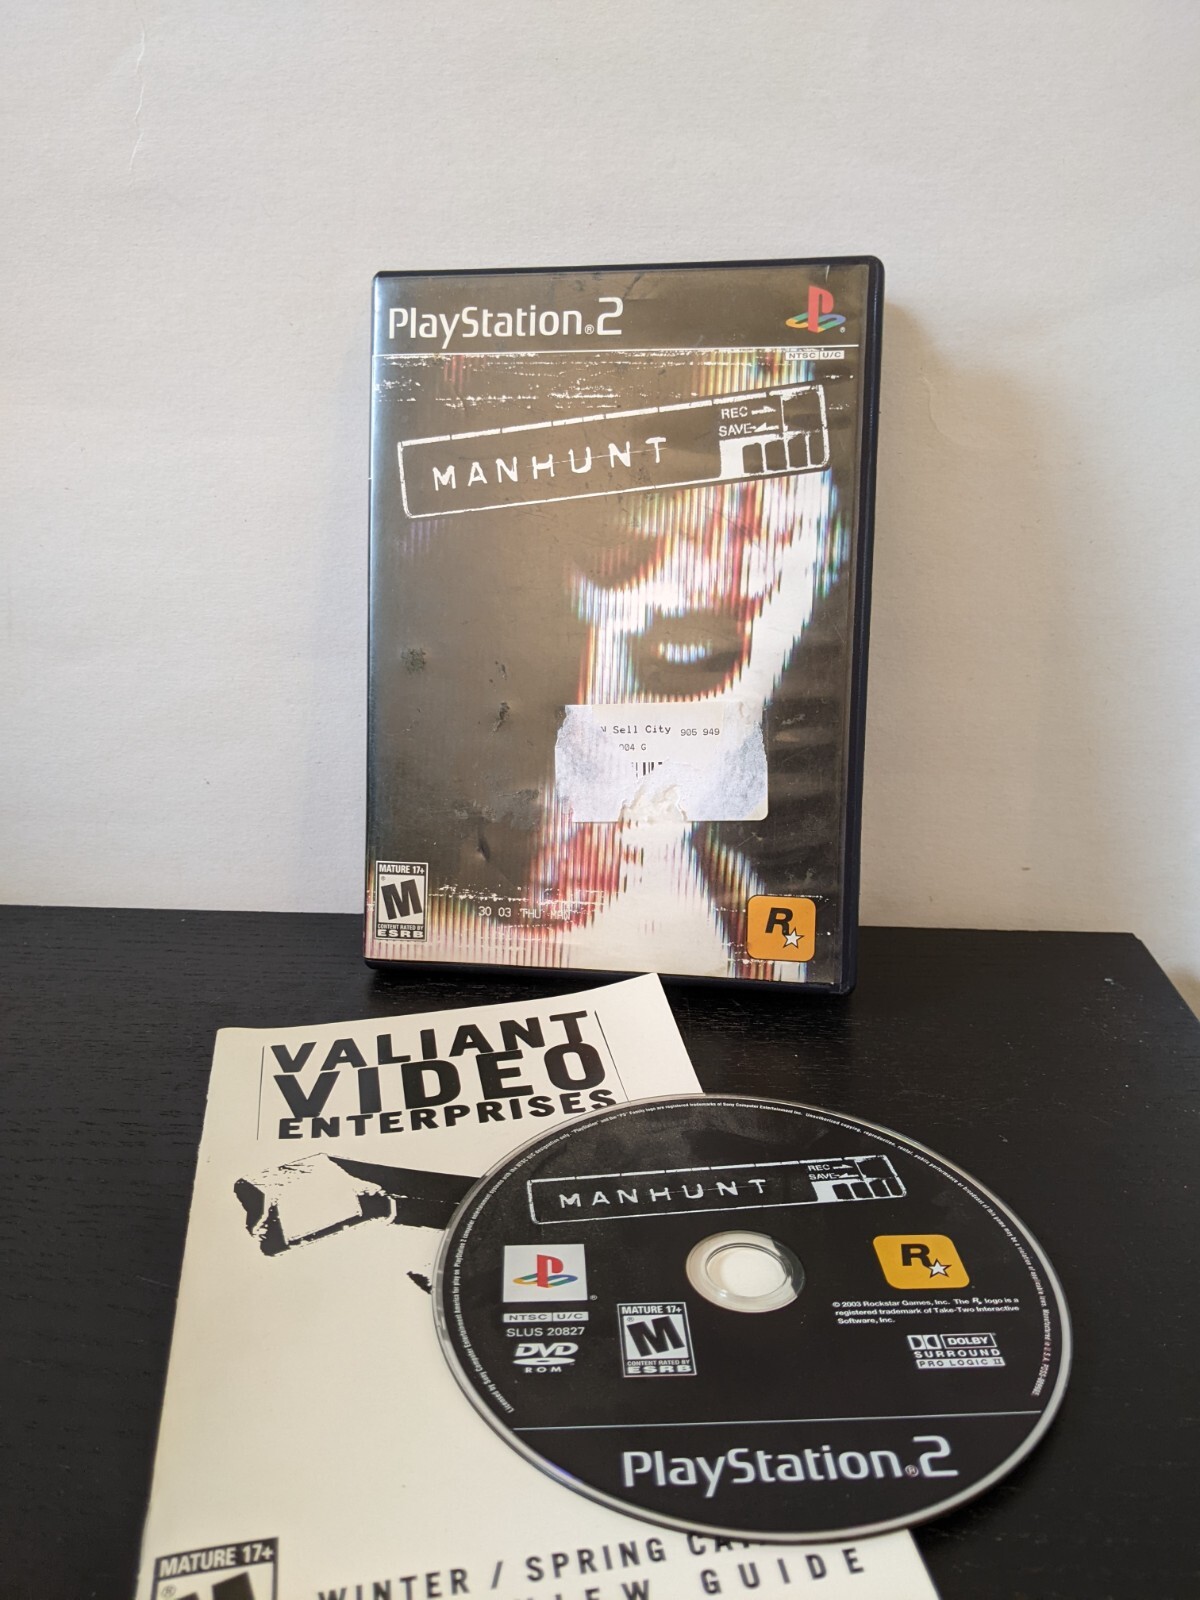 PlayStation®2
NTSC U/C
REC
SAVE
MANHUNT
Sell City 905 949
004 G
MATURE 17+
M
CONTENT RATED BY
ESRB
30 03 THU
R
VALIANT
VIDEO
ENTERPRISES
REC
SAVE
MANHUNT
R
NTSC U/C
SLUS 20827
DVD
ROM
MATURE 17+
M
CONTENT RATED BY
ESRB
© 2003 Rockstar Games, Inc. The R logo is a
registered trademark of Take-Two Interactive
Software, Inc.
DOLBY
SURROUND
PRO LOGIC II
PlayStation®2
MATURE 17+
WINTER / SPRING
GUIDE